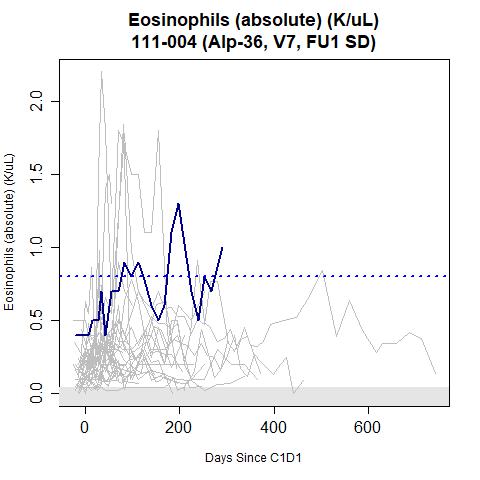 Eosinophils (absolute) (K/uL)
111-004 (Alp-36, V7, FU1 SD)
Eosinophils (absolute) (K/uL)
2.0
1.5
1.0
0.5
0.0
0 200 400 600
Days Since C1D1